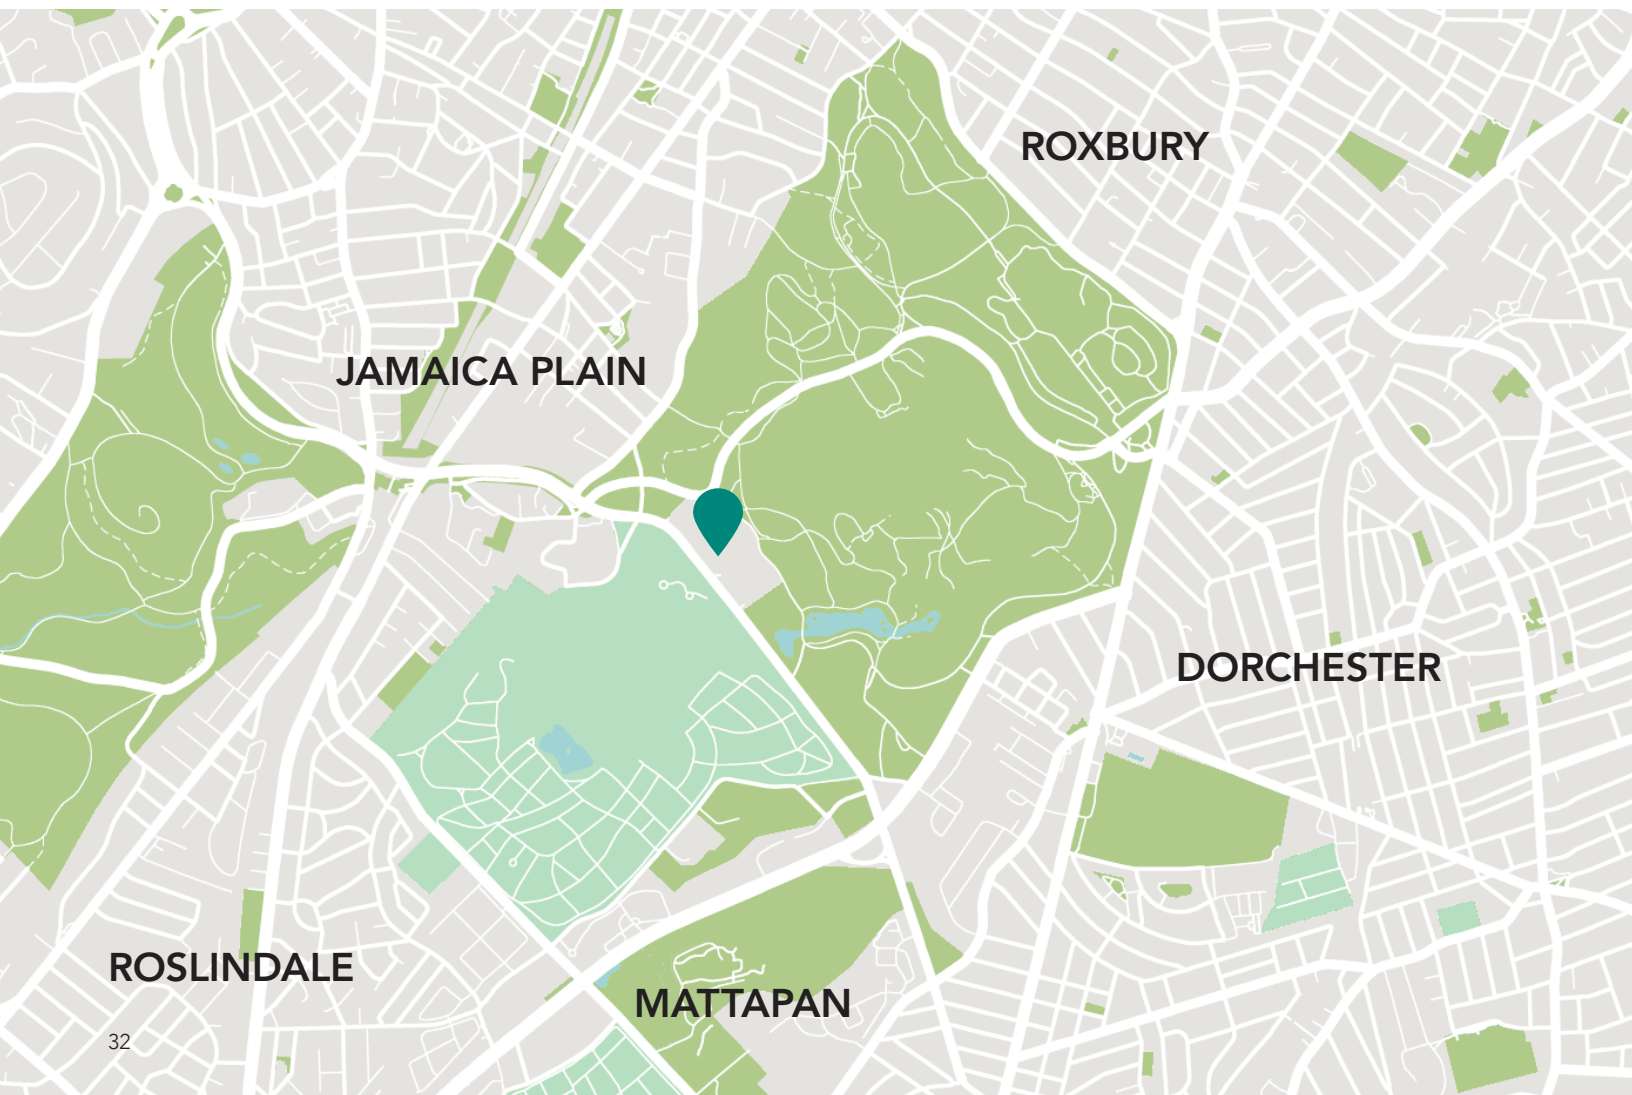 ROXBURY
JAMAICA PLAIN
DORCHESTER
ROSLINDALE
MATTAPAN
32